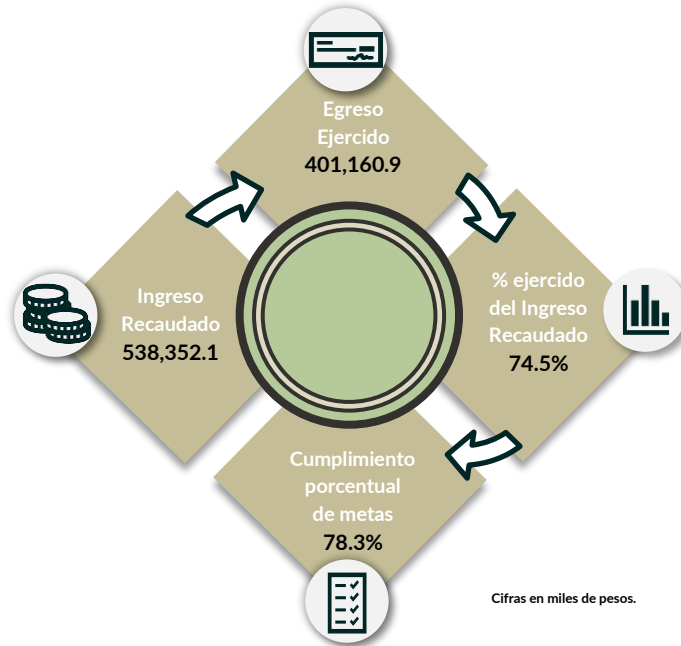 Egreso
Ejercido
401,160.9
Ingreso
Recaudado
538,352.1
% ejercido
del Ingreso
Recaudado
74.5%
Cumplimiento
porcentual
de metas
78.3%
Cifras en miles de pesos.